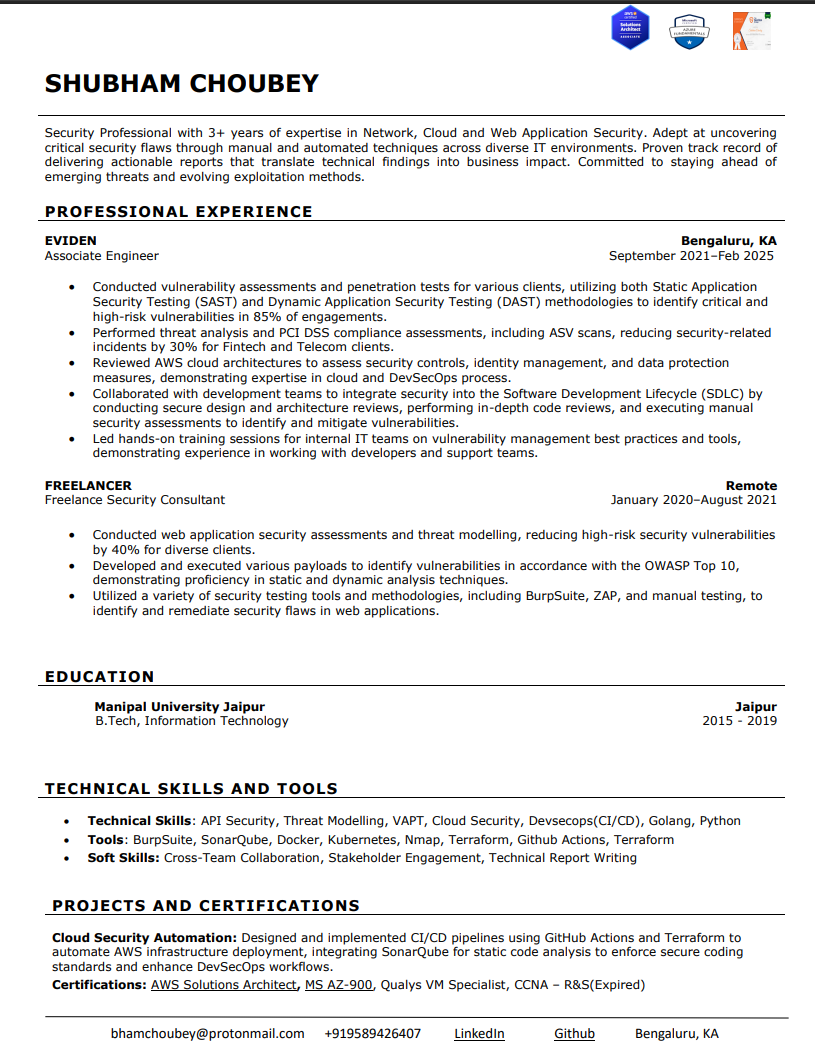 aws certified
Solutions
Architect
ASSOCIATE
Microsoft
AZURE
FUNDAMENTALS
SHUBHAM CHOUBEY
Security Professional with 3+ years of expertise in Network, Cloud and Web Application Security. Adept at uncovering
critical security flaws through manual and automated techniques across diverse IT environments. Proven track record of
delivering actionable reports that translate technical findings into business impact. Committed to staying ahead of
emerging threats and evolving exploitation methods.
PROFESSIONAL EXPERIENCE
EVIDEN Bengaluru, KA
Associate Engineer September 2021–Feb 2025
• Conducted vulnerability assessments and penetration tests for various clients, utilizing both Static Application
Security Testing (SAST) and Dynamic Application Security Testing (DAST) methodologies to identify critical and
high-risk vulnerabilities in 85% of engagements.
• Performed threat analysis and PCI DSS compliance assessments, including ASV scans, reducing security-related
incidents by 30% for Fintech and Telecom clients.
• Reviewed AWS cloud architectures to assess security controls, identity management, and data protection
measures, demonstrating expertise in cloud and DevSecOps process.
• Collaborated with development teams to integrate security into the Software Development Lifecycle (SDLC) by
conducting secure design and architecture reviews, performing in-depth code reviews, and executing manual
security assessments to identify and mitigate vulnerabilities.
• Led hands-on training sessions for internal IT teams on vulnerability management best practices and tools,
demonstrating experience in working with developers and support teams.
FREELANCER Remote
Freelance Security Consultant January 2020–August 2021
• Conducted web application security assessments and threat modelling, reducing high-risk security vulnerabilities
by 40% for diverse clients.
• Developed and executed various payloads to identify vulnerabilities in accordance with the OWASP Top 10,
demonstrating proficiency in static and dynamic analysis techniques.
• Utilized a variety of security testing tools and methodologies, including BurpSuite, ZAP, and manual testing, to
identify and remediate security flaws in web applications.
EDUCATION
Manipal University Jaipur Jaipur
B.Tech, Information Technology 2015 - 2019
TECHNICAL SKILLS AND TOOLS
• Technical Skills: API Security, Threat Modelling, VAPT, Cloud Security, Devsecops(CI/CD), Golang, Python
• Tools: BurpSuite, SonarQube, Docker, Kubernetes, Nmap, Terraform, Github Actions, Terraform
• Soft Skills: Cross-Team Collaboration, Stakeholder Engagement, Technical Report Writing
PROJECTS AND CERTIFICATIONS
Cloud Security Automation: Designed and implemented CI/CD pipelines using GitHub Actions and Terraform to
automate AWS infrastructure deployment, integrating SonarQube for static code analysis to enforce secure coding
standards and enhance DevSecOps workflows.
Certifications: AWS Solutions Architect, MS AZ-900, Qualys VM Specialist, CCNA – R&S(Expired)
bhamchoubey@protonmail.com +919589426407 LinkedIn Github Bengaluru, KA